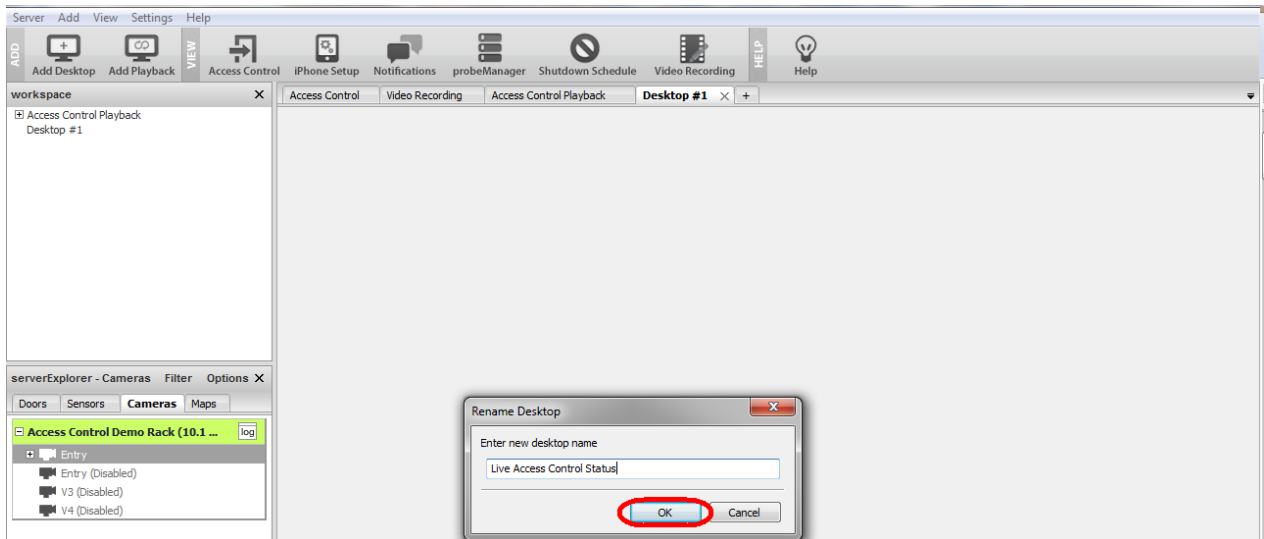 Server Add View Settings Help
ADD
Add Desktop Add Playback
VIEW
Access Control iPhone Setup Notifications probeManager Shutdown Schedule Video Recording
HELP
Help
workspace X
Access Control Video Recording Access Control Playback Desktop #1 × +
Access Control Playback
Desktop #1
serverExplorer - Cameras Filter Options X
Doors Sensors Cameras Maps
Access Control Demo Rack (10.1 ... log
Entry
Entry (Disabled)
V3 (Disabled)
V4 (Disabled)
Rename Desktop
Enter new desktop name
Live Access Control Status
OK Cancel